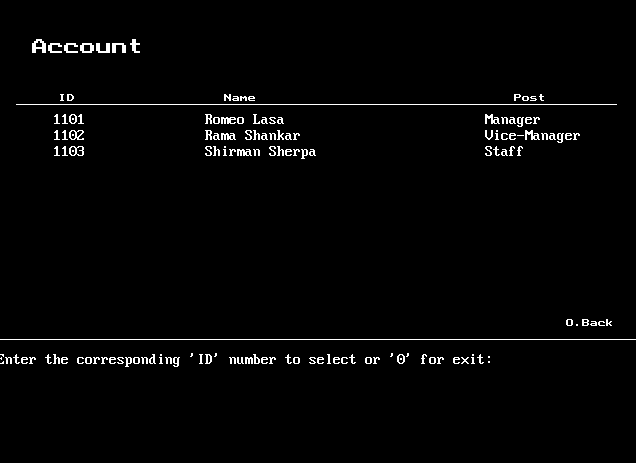 Account
ID Name Post
1101 Romeo Lasa Manager
1102 Rama Shankar Vice-Manager
1103 Shirman Sherpa Staff
0.Back
Enter the corresponding 'ID' number to select or '0' for exit: